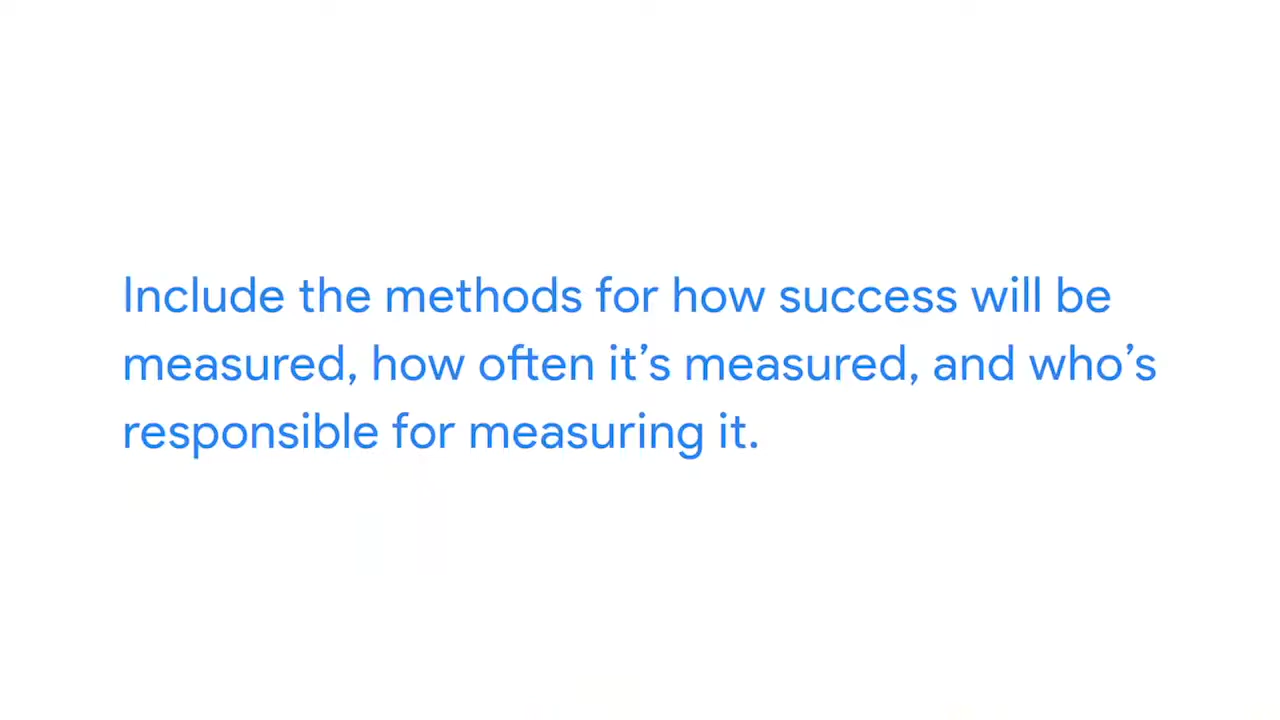 Include the methods for how success will be
measured, how often it’s measured, and who’s
responsible for measuring it.